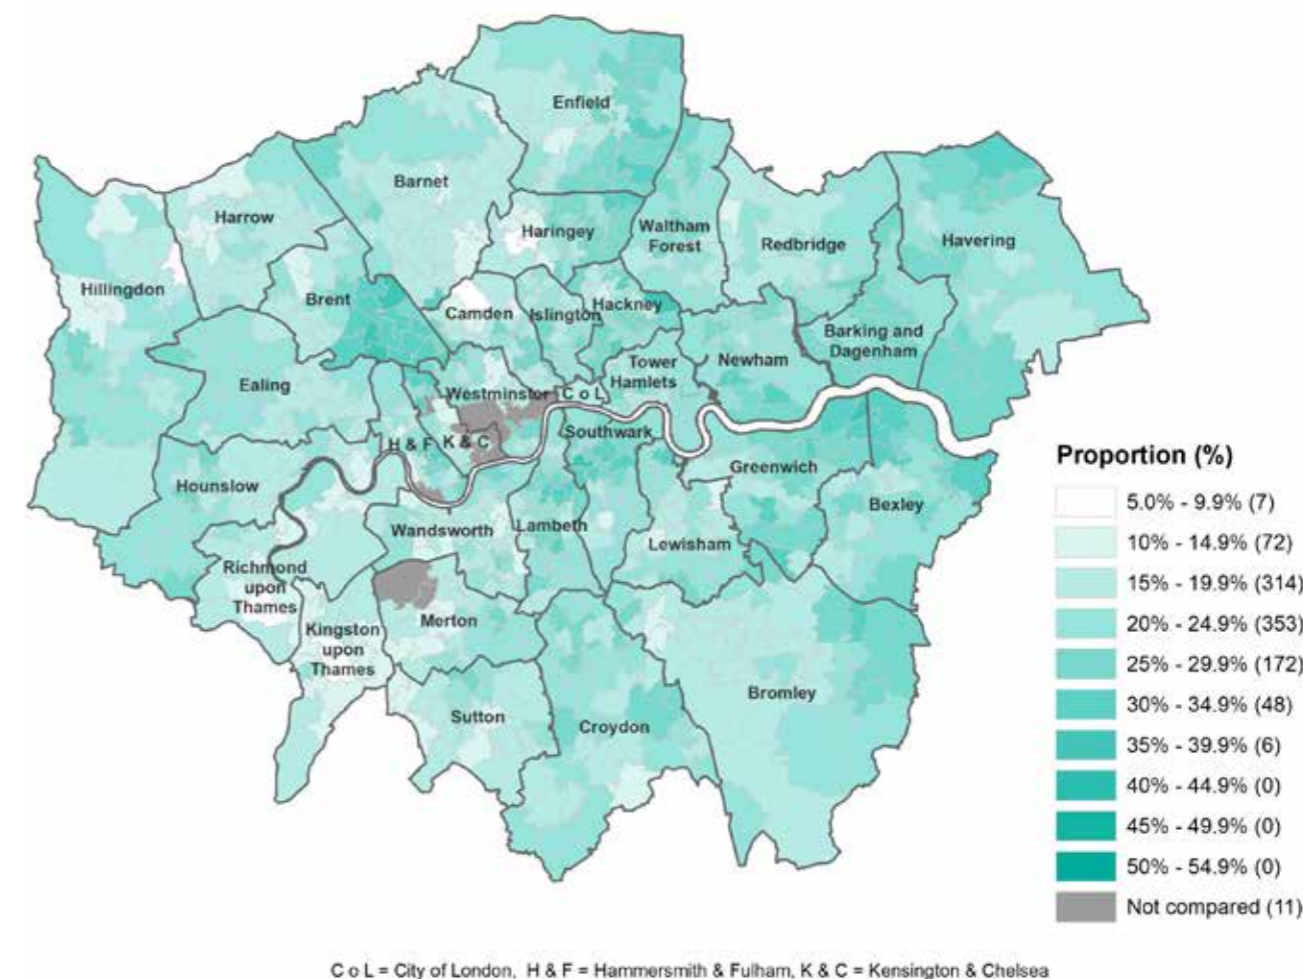 Enfield
Barnet
Harrow
Haringey
Waltham
Forest
Redbridge
Havering
Hillingdon
Brent
Camden
Islington
Hackney
Barking and
Dagenham
Tower
Hamlets
Newham
Ealing
Westminster
C o L
H & F
K & C
Southwark
Greenwich
Hounslow
Bexley
Wandsworth
Lambeth
Lewisham
Richmond
upon
Thames
Kingston
upon
Thames
Merton
Sutton
Croydon
Bromley
Proportion (%)
5.0% - 9.9% (7)
10% - 14.9% (72)
15% - 19.9% (314)
20% - 24.9% (353)
25% - 29.9% (172)
30% - 34.9% (48)
35% - 39.9% (6)
40% - 44.9% (0)
45% - 49.9% (0)
50% - 54.9% (0)
Not compared (11)
C o L = City of London, H & F = Hammersmith & Fulham, K & C = Kensington & Chelsea